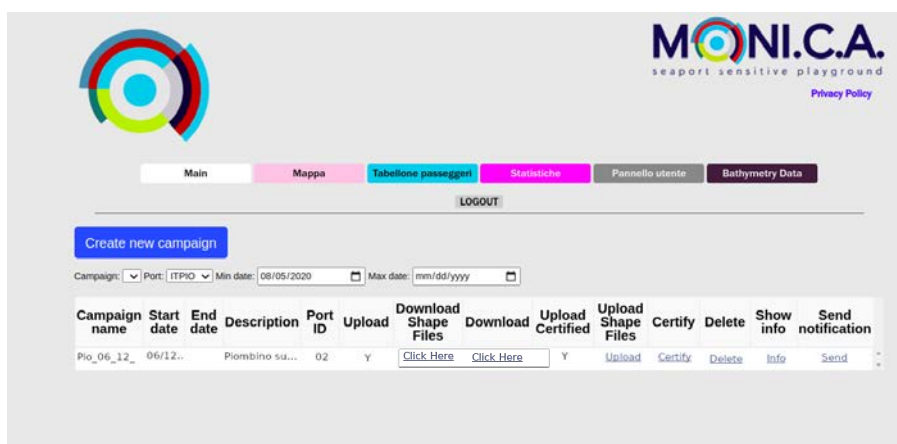 MONI.C.A.
seaport sensitive playground
Privacy Policy
Main Mappa Tabellone passeggeri Statistiche Pannello utente Bathymetry Data
LOGOUT
Create new campaign
Campaign: Port: ITPIO Min date: 08/05/2020 Max date: mm/dd/yyyy
Campaign name Start date End date Description Port ID Upload Download Shape Files Download Upload Certified Upload Shape Files Certify Delete Show info Send notification
Pio_06_12_ 06/12.. Piombino su... 02 Y Click Here Click Here Y Upload Certify Delete Info Send